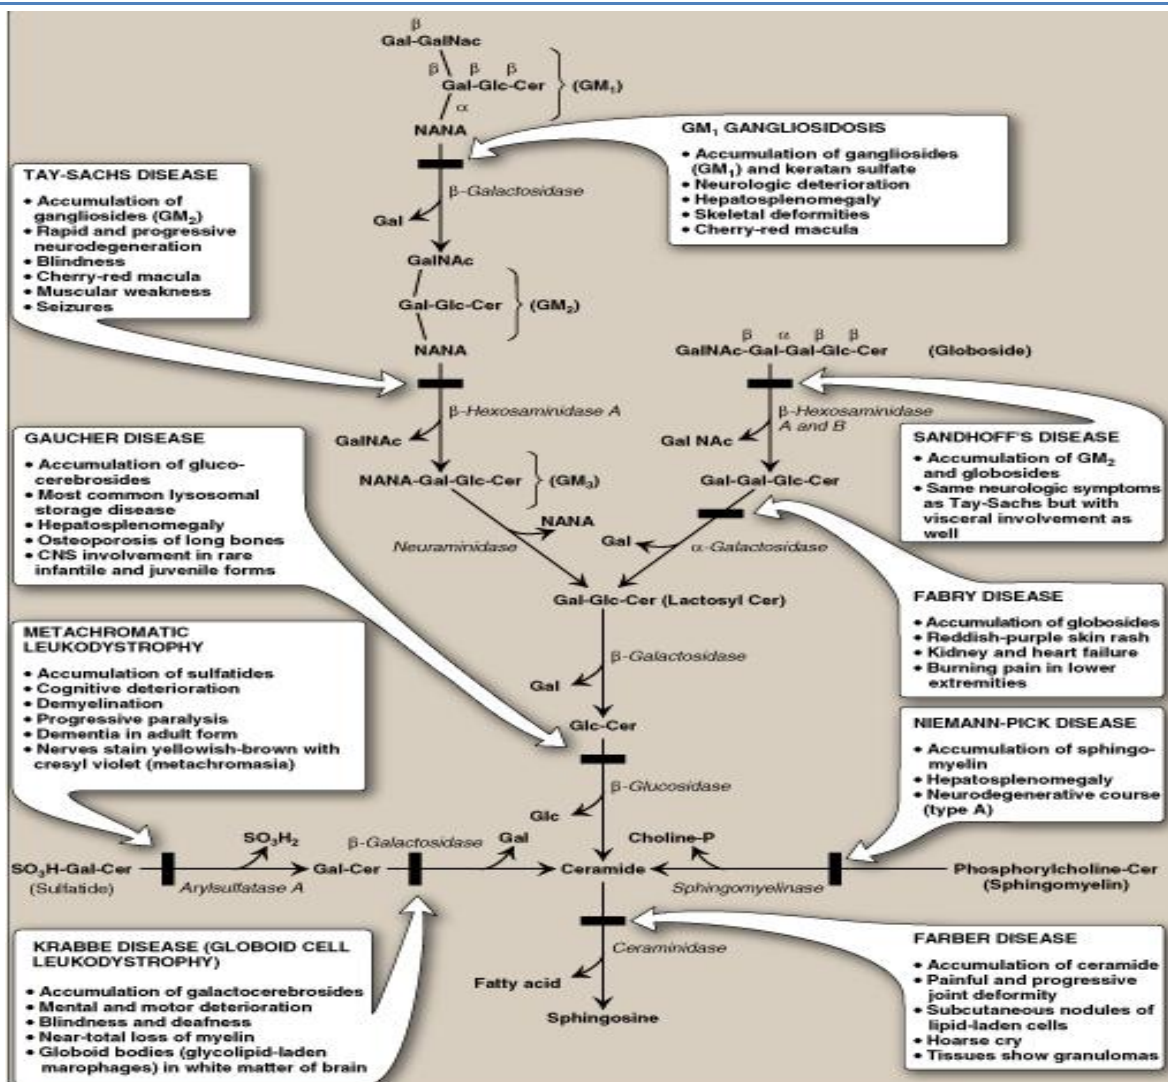 β
Gal-GalNac
β β β
Gal-Glc-Cer (GM₁)
α
NANA
GM₁ GANGLIOSIDOSIS
• Accumulation of gangliosides
(GM₁) and keratan sulfate
• Neurologic deterioration
• Hepatosplenomegaly
• Skeletal deformities
• Cherry-red macula
TAY-SACHS DISEASE
• Accumulation of
gangliosides (GM₂)
• Rapid and progressive
neurodegeneration
• Blindness
• Cherry-red macula
• Muscular weakness
• Seizures
β-Galactosidase
Gal
GalNAc
Gal-Glc-Cer (GM₂)
NANA
β α β β
GalNAc-Gal-Gal-Glc-Cer (Globoside)
β-Hexosaminidase A
GalNAc
β-Hexosaminidase
A and B
Gal NAc
SANDHOFF'S DISEASE
• Accumulation of GM₂
and globosides
• Same neurologic symptoms
as Tay-Sachs but with
visceral involvement as
well
GAUCHER DISEASE
• Accumulation of gluco-
cerebrosides
• Most common lysosomal
storage disease
• Hepatosplenomegaly
• Osteoporosis of long bones
• CNS involvement in rare
infantile and juvenile forms
NANA-Gal-Glc-Cer (GM₃)
Gal-Gal-Glc-Cer
NANA
Neuraminidase
Gal
α-Galactosidase
Gal-Glc-Cer (Lactosyl Cer)
FABRY DISEASE
• Accumulation of globosides
• Reddish-purple skin rash
• Kidney and heart failure
• Burning pain in lower
extremities
METACHROMATIC
LEUKODYSTROPHY
• Accumulation of sulfatides
• Cognitive deterioration
• Demyelination
• Progressive paralysis
• Dementia in adult form
• Nerves stain yellowish-brown with
cresyl violet (metachromasia)
β-Galactosidase
Gal
Glc-Cer
NIEMANN-PICK DISEASE
• Accumulation of sphingo-
myelin
• Hepatosplenomegaly
• Neurodegenerative course
(type A)
β-Glucosidase
Glc
SO₃H₂
β-Galactosidase
Gal
Choline-P
SO₃H-Gal-Cer
(Sulfatide)
Arylsulfatase A
Gal-Cer
Ceramide
Sphingomyelinase
Phosphorylcholine-Cer
(Sphingomyelin)
KRABBE DISEASE (GLOBOID CELL
LEUKODYSTROPHY)
• Accumulation of galactocerebrosides
• Mental and motor deterioration
• Blindness and deafness
• Near-total loss of myelin
• Globoid bodies (glycolipid-laden
marophages) in white matter of brain
Ceraminidase
Fatty acid
Sphingosine
FARBER DISEASE
• Accumulation of ceramide
• Painful and progressive
joint deformity
• Subcutaneous nodules of
lipid-laden cells
• Hoarse cry
• Tissues show granulomas